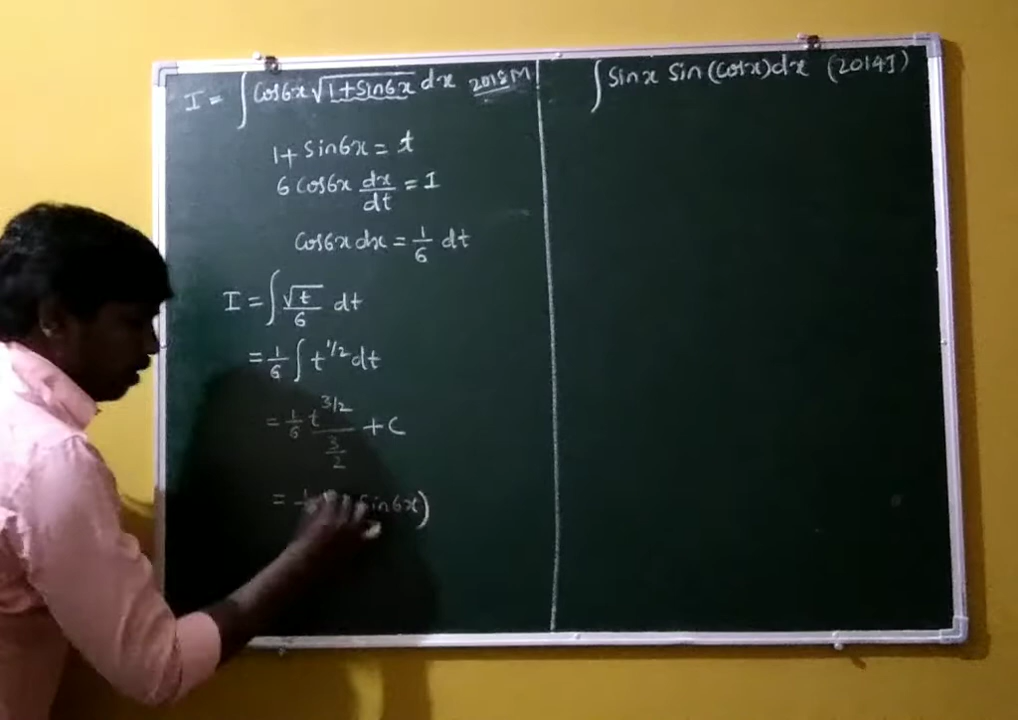 I = ∫ Cos6x √(1+Sin6x) dx 2018M
1+ Sin6x = t
6 Cos6x dx/dt = 1
Cos6x dx = 1/6 dt
I = ∫ √t/6 dt
= 1/6 ∫ t^1/2 dt
= 1/6 t^3/2 / 3/2 + C
= Sin6x)
∫ Sinx Sin (Cosx) dx (2014J)